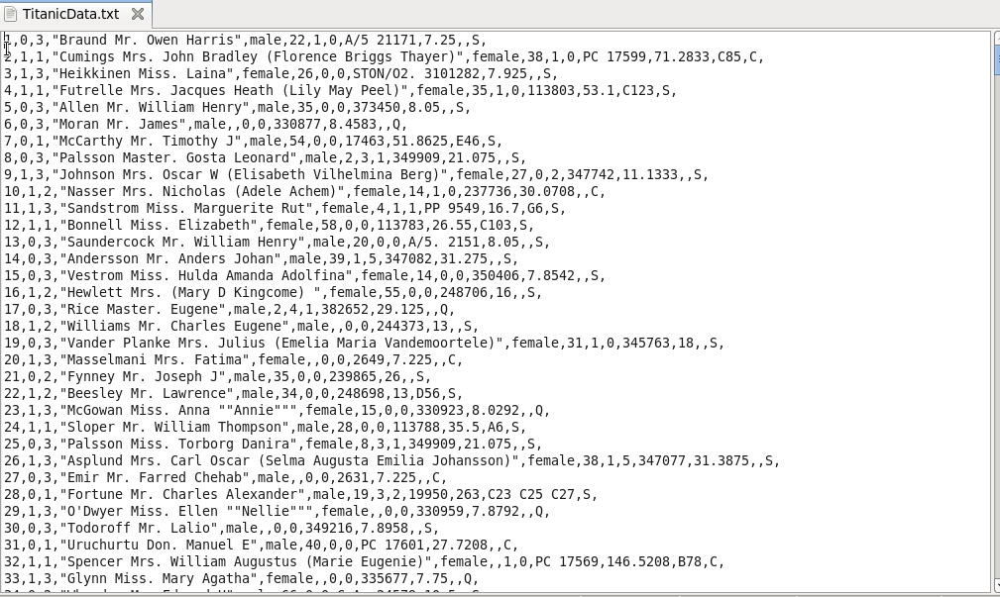 TitanicData.txt
1,0,3,"Braund Mr. Owen Harris",male,22,1,0,A/5 21171,7.25,,S,
2,1,1,"Cumings Mrs. John Bradley (Florence Briggs Thayer)",female,38,1,0,PC 17599,71.2833,C85,C,
3,1,3,"Heikkinen Miss. Laina",female,26,0,0,STON/O2. 3101282,7.925,,S,
4,1,1,"Futrelle Mrs. Jacques Heath (Lily May Peel)",female,35,1,0,113803,53.1,C123,S,
5,0,3,"Allen Mr. William Henry",male,35,0,0,373450,8.05,,S,
6,0,3,"Moran Mr. James",male,,0,0,330877,8.4583,,Q,
7,0,1,"McCarthy Mr. Timothy J",male,54,0,0,17463,51.8625,E46,S,
8,0,3,"Palsson Master. Gosta Leonard",male,2,3,1,349909,21.075,,S,
9,1,3,"Johnson Mrs. Oscar W (Elisabeth Vilhelmina Berg)",female,27,0,2,347742,11.1333,,S,
10,1,2,"Nasser Mrs. Nicholas (Adele Achem)",female,14,1,0,237736,30.0708,,C,
11,1,3,"Sandstrom Miss. Marguerite Rut",female,4,1,1,PP 9549,16.7,G6,S,
12,1,1,"Bonnell Miss. Elizabeth",female,58,0,0,113783,26.55,C103,S,
13,0,3,"Saundercock Mr. William Henry",male,20,0,0,A/5. 2151,8.05,,S,
14,0,3,"Andersson Mr. Anders Johan",male,39,1,5,347082,31.275,,S,
15,0,3,"Vestrom Miss. Hulda Amanda Adolfina",female,14,0,0,350406,7.8542,,S,
16,1,2,"Hewlett Mrs. (Mary D Kingcome) ",female,55,0,0,248706,16,,S,
17,0,3,"Rice Master. Eugene",male,2,4,1,382652,29.125,,Q,
18,1,2,"Williams Mr. Charles Eugene",male,,0,0,244373,13,,S,
19,0,3,"Vander Planke Mrs. Julius (Emelia Maria Vandemoortele)",female,31,1,0,345763,18,,S,
20,1,3,"Masselmani Mrs. Fatima",female,,0,0,2649,7.225,,C,
21,0,2,"Fynney Mr. Joseph J",male,35,0,0,239865,26,,S,
22,1,2,"Beesley Mr. Lawrence",male,34,0,0,248698,13,D56,S,
23,1,3,"McGowan Miss. Anna ""Annie""",female,15,0,0,330923,8.0292,,Q,
24,1,1,"Sloper Mr. William Thompson",male,28,0,0,113788,35.5,A6,S,
25,0,3,"Palsson Miss. Torborg Danira",female,8,3,1,349909,21.075,,S,
26,1,3,"Asplund Mrs. Carl Oscar (Selma Augusta Emilia Johansson)",female,38,1,5,347077,31.3875,,S,
27,0,3,"Emir Mr. Farred Chehab",male,,0,0,2631,7.225,,C,
28,0,1,"Fortune Mr. Charles Alexander",male,19,3,2,19950,263,C23 C25 C27,S,
29,1,3,"O'Dwyer Miss. Ellen ""Nellie""",female,,0,0,330959,7.8792,,Q,
30,0,3,"Todoroff Mr. Lalio",male,,0,0,349216,7.8958,,S,
31,0,1,"Uruchurtu Don. Manuel E",male,40,0,0,PC 17601,27.7208,,C,
32,1,1,"Spencer Mrs. William Augustus (Marie Eugenie)",female,,1,0,PC 17569,146.5208,B78,C,
33,1,3,"Glynn Miss. Mary Agatha",female,,0,0,335677,7.75,,Q,